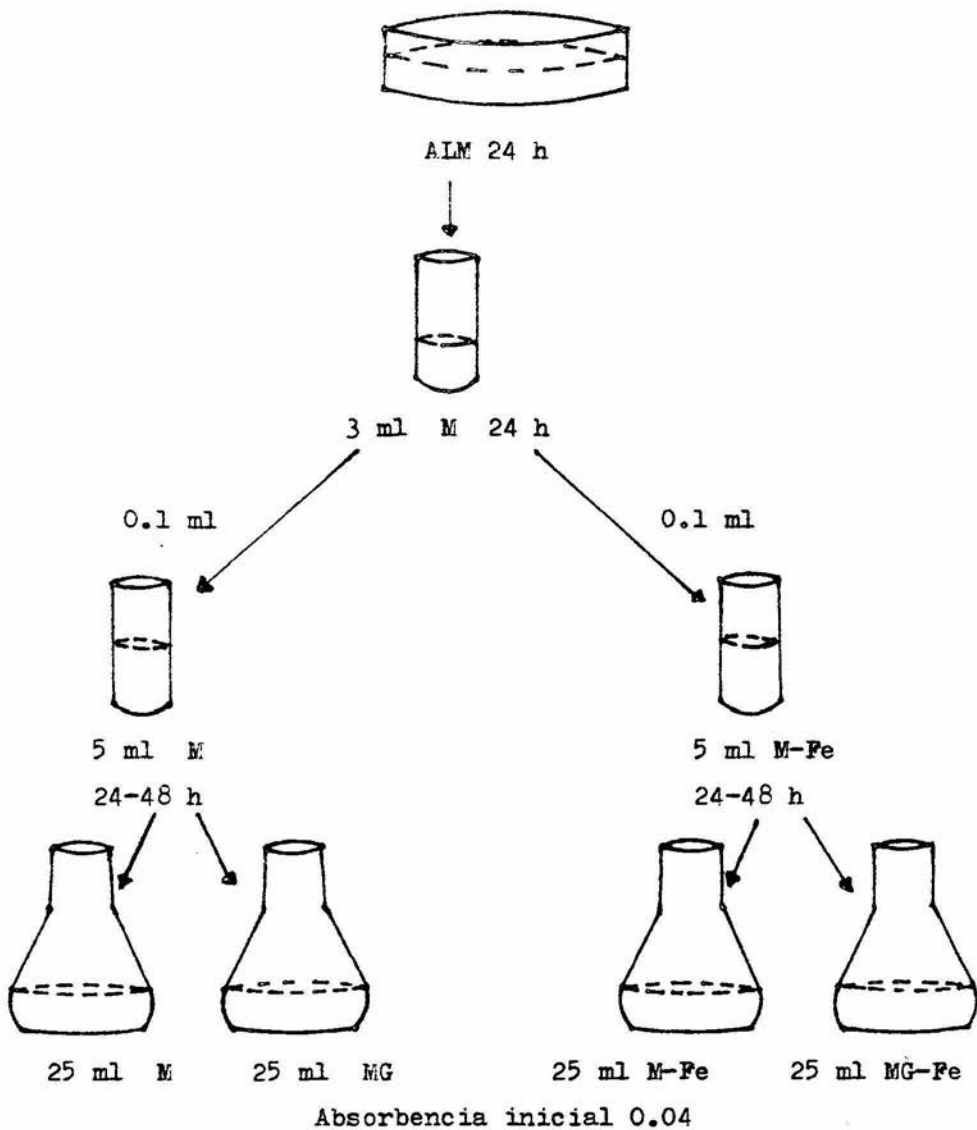 ALM 24 h
3 ml M 24 h
0.1 ml 0.1 ml
5 ml M 5 ml M-Fe
24-48 h 24-48 h
25 ml M 25 ml MG 25 ml M-Fe 25 ml MG-Fe
Absorbencia inicial 0.04